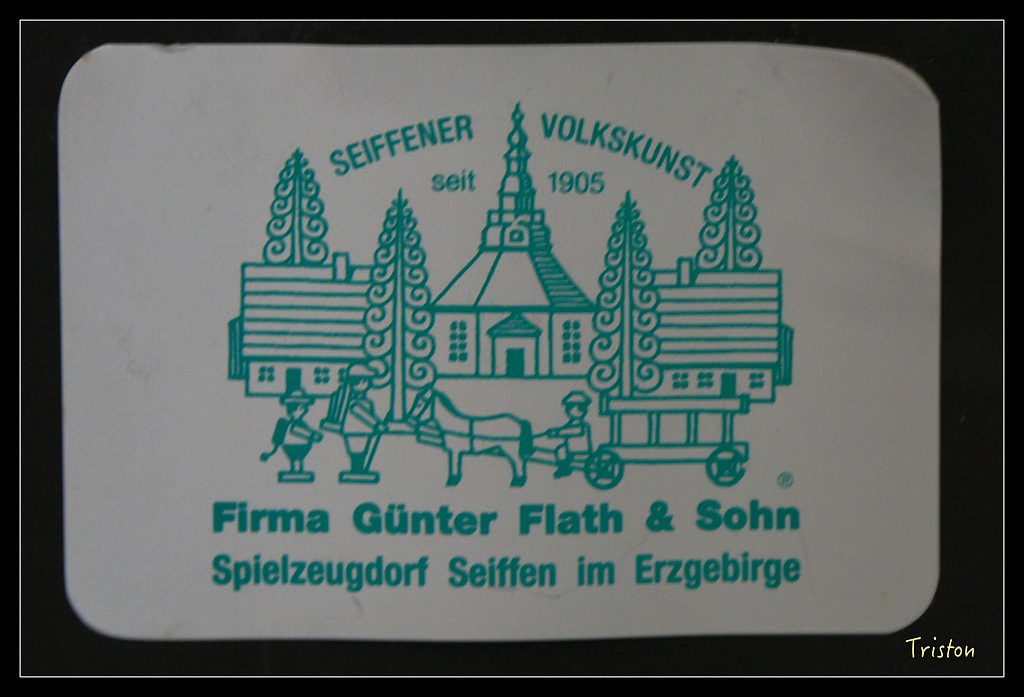 SEIFFENER VOLKSKUNST
seit 1905
®
Firma Günter Flath & Sohn
Spielzeugdorf Seiffen im Erzgebirge
Triston